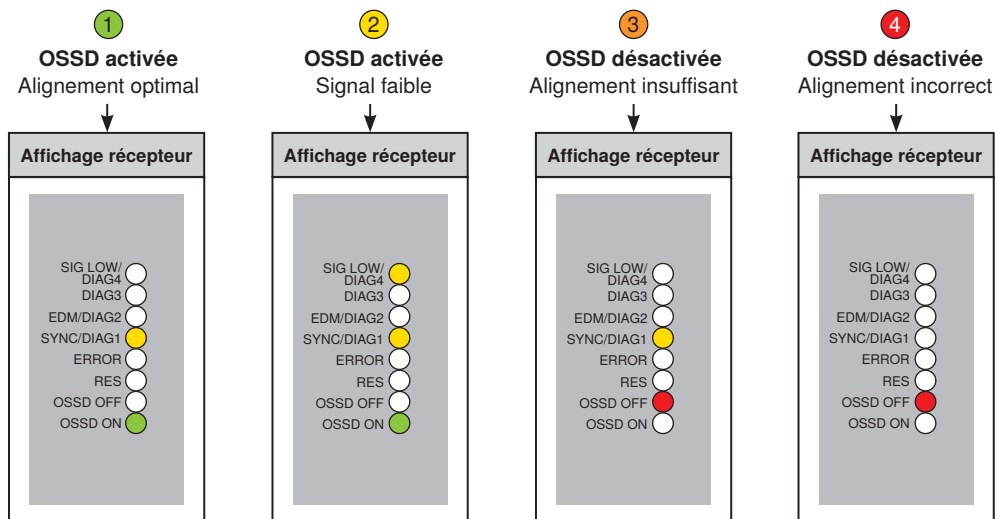 1
OSSD activée
Alignement optimal
Affichage récepteur
SIG LOW/
DIAG4
DIAG3
EDM/DIAG2
SYNC/DIAG1
ERROR
RES
OSSD OFF
OSSD ON
2
OSSD activée
Signal faible
Affichage récepteur
SIG LOW/
DIAG4
DIAG3
EDM/DIAG2
SYNC/DIAG1
ERROR
RES
OSSD OFF
OSSD ON
3
OSSD désactivée
Alignement insuffisant
Affichage récepteur
SIG LOW/
DIAG4
DIAG3
EDM/DIAG2
SYNC/DIAG1
ERROR
RES
OSSD OFF
OSSD ON
4
OSSD désactivée
Alignement incorrect
Affichage récepteur
SIG LOW/
DIAG4
DIAG3
EDM/DIAG2
SYNC/DIAG1
ERROR
RES
OSSD OFF
OSSD ON